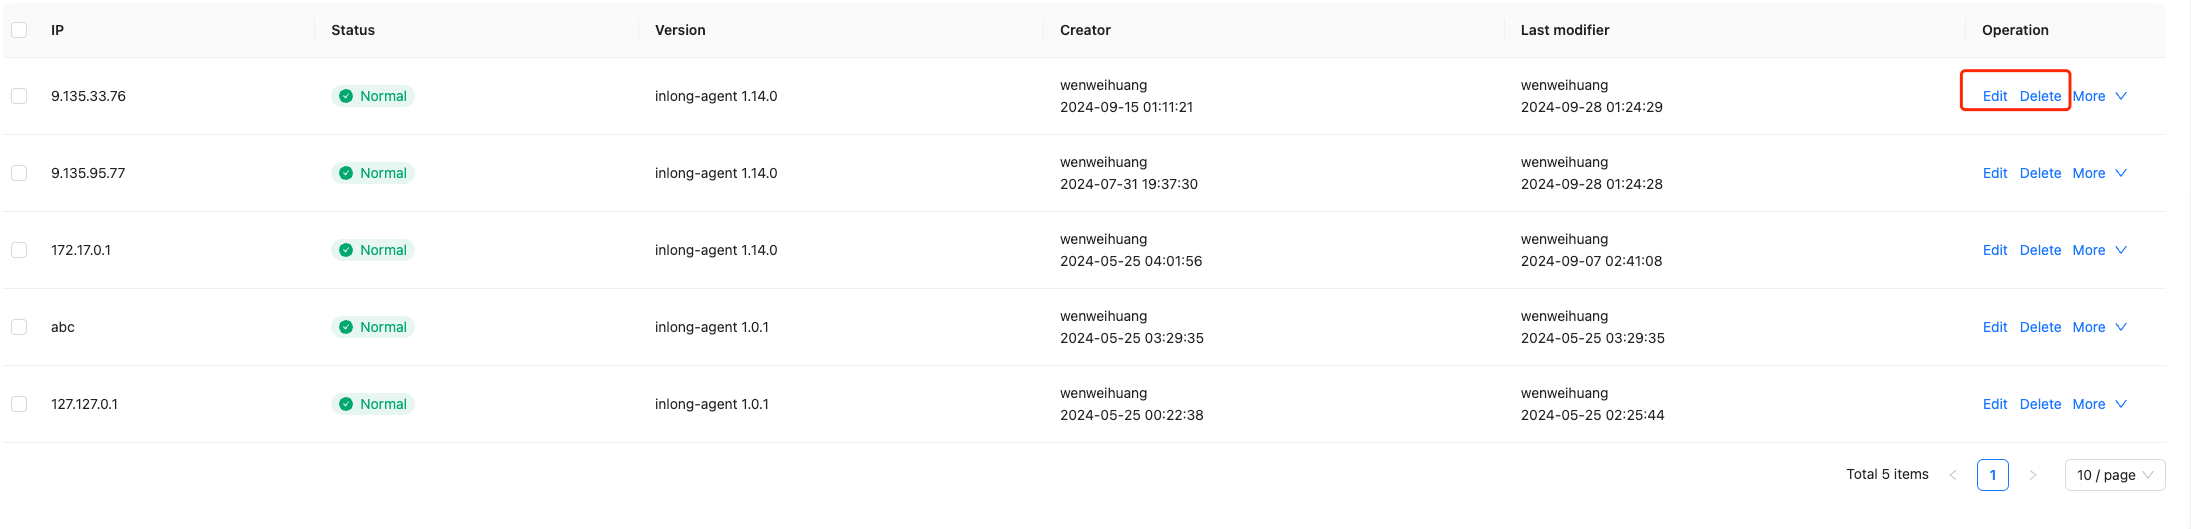 IP Status Version Creator Last modifier Operation
9.135.33.76 Normal inlong-agent 1.14.0 wenweihuang wenweihuang Edit Delete More
2024-09-15 01:11:21 2024-09-28 01:24:29
9.135.95.77 Normal inlong-agent 1.14.0 wenweihuang wenweihuang Edit Delete More
2024-07-31 19:37:30 2024-09-28 01:24:28
172.17.0.1 Normal inlong-agent 1.14.0 wenweihuang wenweihuang Edit Delete More
2024-05-25 04:01:56 2024-09-07 02:41:08
abc Normal inlong-agent 1.0.1 wenweihuang wenweihuang Edit Delete More
2024-05-25 03:29:35 2024-05-25 03:29:35
127.127.0.1 Normal inlong-agent 1.0.1 wenweihuang wenweihuang Edit Delete More
2024-05-25 00:22:38 2024-05-25 02:25:44
Total 5 items < 1 > 10 / page